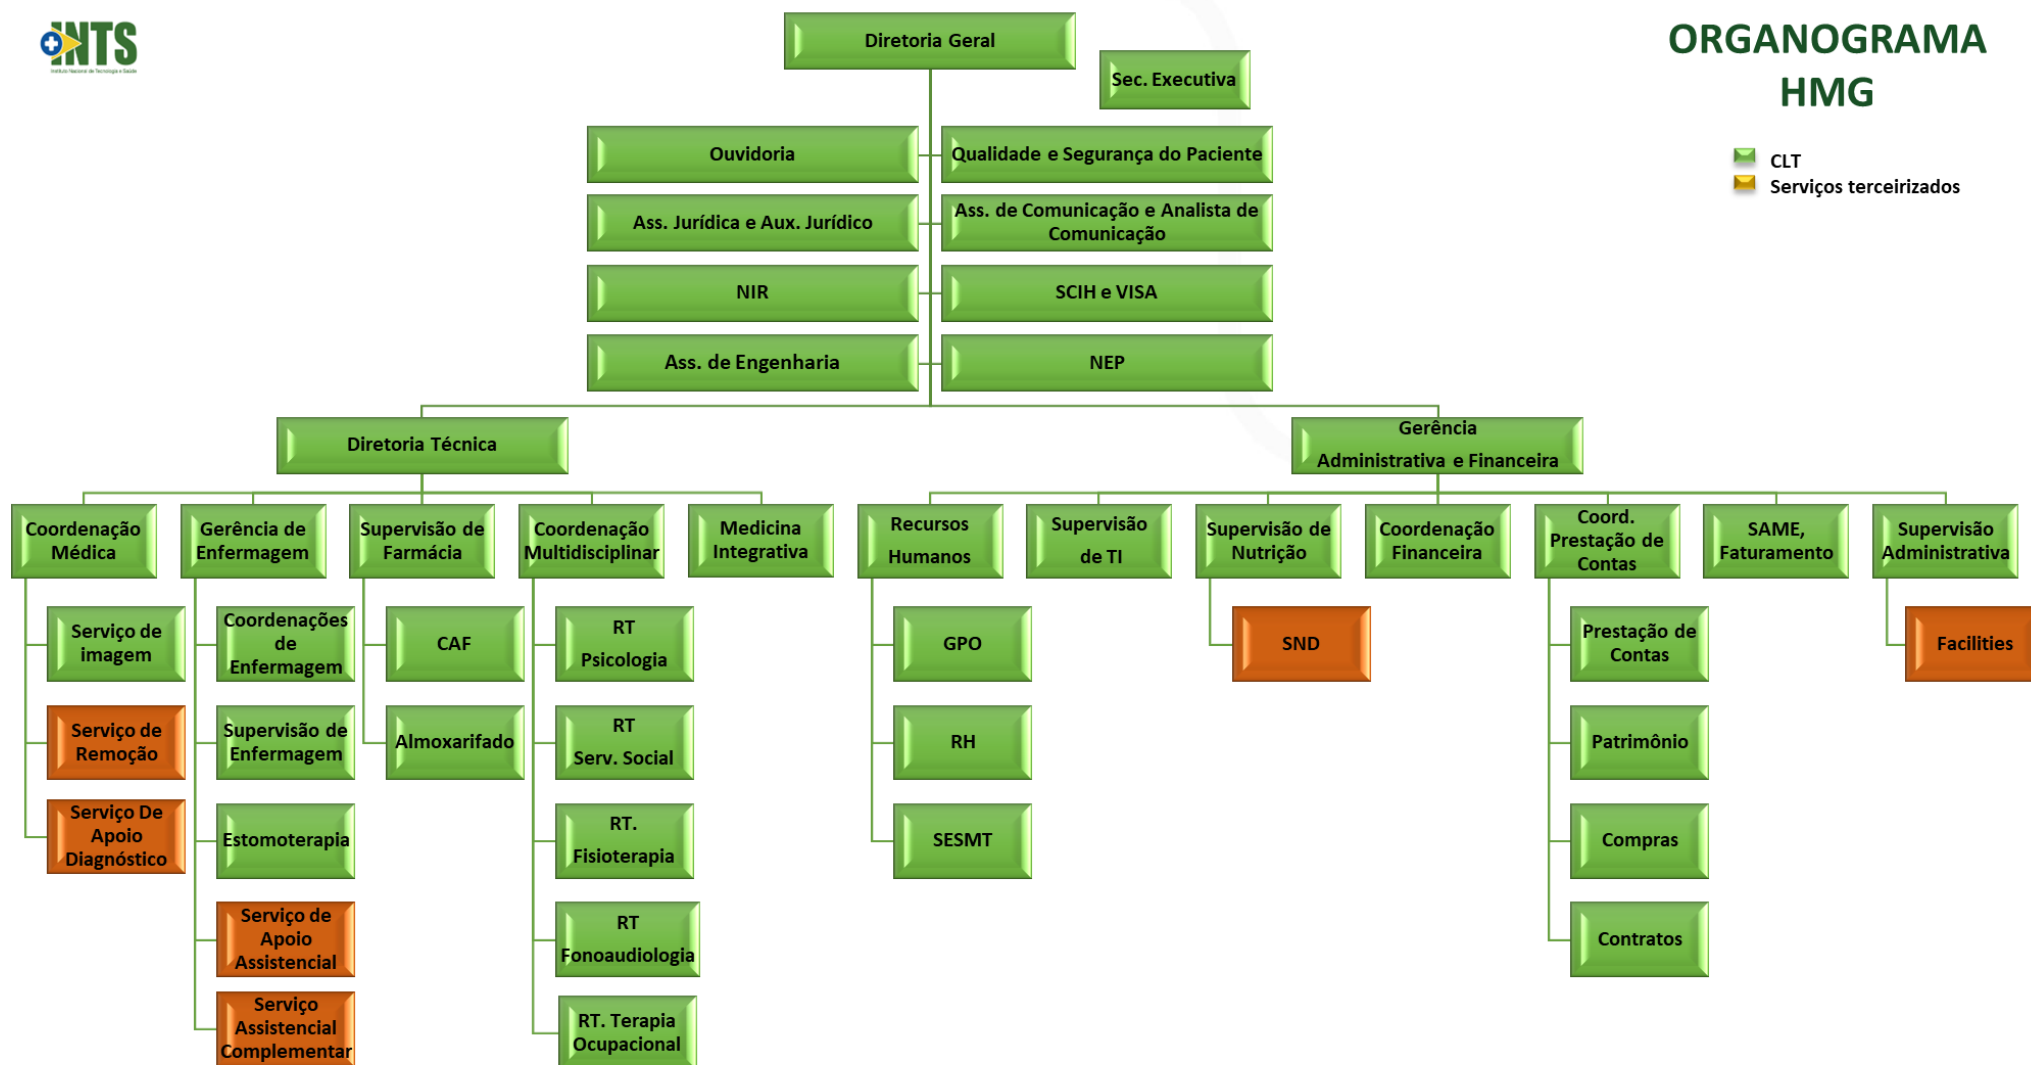 INTS
Instituto Nacional de Tecnologia e Saúde
ORGANOGRAMA
HMG
CLT
Serviços terceirizados
Diretoria Geral
Sec. Executiva
Ouvidoria
Qualidade e Segurança do Paciente
Ass. Jurídica e Aux. Jurídico
Ass. de Comunicação e Analista de
Comunicação
NIR
SCIH e VISA
Ass. de Engenharia
NEP
Diretoria Técnica
Gerência
Administrativa e Financeira
Coordenação
Médica
Gerência de
Enfermagem
Supervisão de
Farmácia
Coordenação
Multidisciplinar
Medicina
Integrativa
Recursos
Humanos
Supervisão
de TI
Supervisão de
Nutrição
Coordenação
Financeira
Coord.
Prestação de
Contas
SAME,
Faturamento
Supervisão
Administrativa
Serviço de
imagem
Coordenações
de
Enfermagem
CAF
RT
Psicologia
GPO
SND
Prestação de
Contas
Facilities
Serviço de
Remoção
Supervisão de
Enfermagem
Almoxarifado
RT
Serv. Social
RH
Patrimônio
Serviço De
Apoio
Diagnóstico
Estomoterapia
RT.
Fisioterapia
SESMT
Compras
Serviço de
Apoio
Assistencial
RT
Fonoaudiologia
Contratos
Serviço
Assistencial
Complementar
RT. Terapia
Ocupacional